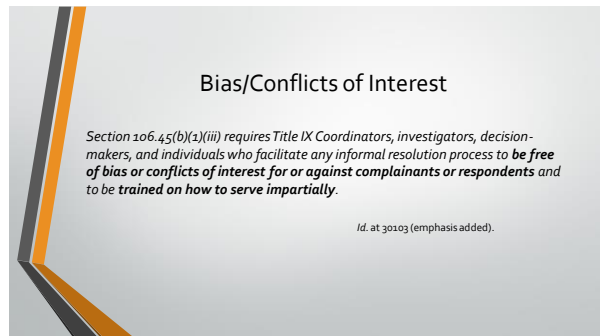 Bias/Conflicts of Interest
Section 106.45(b)(1)(iii) requires Title IX Coordinators, investigators, decision-
makers, and individuals who facilitate any informal resolution process to be free
of bias or conflicts of interest for or against complainants or respondents and
to be trained on how to serve impartially.
Id. at 30103 (emphasis added).